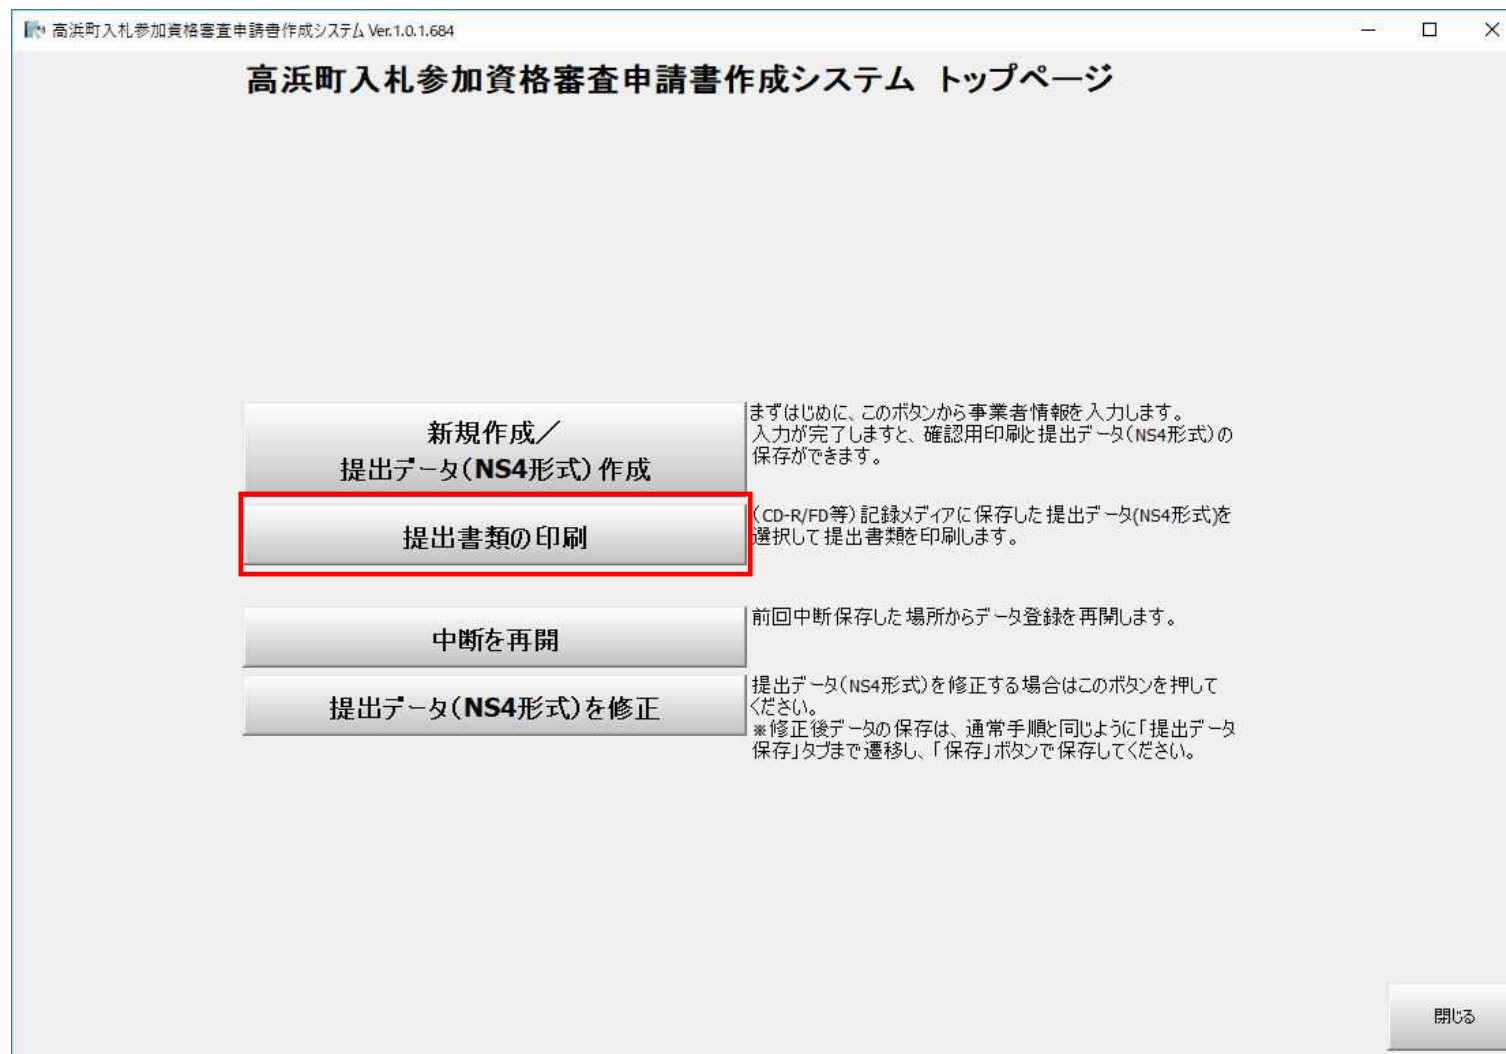 高浜町入札参加資格審査申請書作成システム Ver.1.0.1.684
高浜町入札参加資格審査申請書作成システム トップページ
新規作成／
提出データ(NS4形式)作成
まずはじめに、このボタンから事業者情報を入力します。
入力が完了しますと、確認用印刷と提出データ(NS4形式)の
保存ができます。
提出書類の印刷
(CD-R/FD等)記録メディアに保存した提出データ(NS4形式)を
選択して提出書類を印刷します。
中断を再開
前回中断保存した場所からデータ登録を再開します。
提出データ(NS4形式)を修正
提出データ(NS4形式)を修正する場合はこのボタンを押して
ください。
※修正後データの保存は、通常手順と同じように「提出データ
保存」タブまで遷移し、「保存」ボタンで保存してください。
閉じる